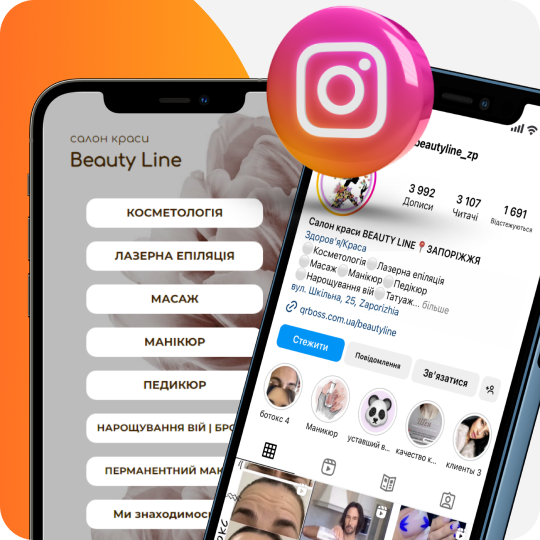 салон краси
Beauty Line
КОСМЕТОЛОГІЯ
ЛАЗЕРНА ЕПІЛЯЦІЯ
МАСАЖ
МАНІКЮР
ПЕДИКЮР
НАРОЩУВАННЯ ВІЙ | БРО
ПЕРМАНЕНТНИЙ МАК
Ми знаходимось
beautyline_zp
3 992 3 107 1 691
Дописи Читачі Відстежуються
Салон краси BEAUTY LINE📍ЗАПОРІЖЖЯ
Здоров'я/Краса
Косметологія Лазерна епіляція
Масаж Манікюр Педікюр
Нарощування вій Татуаж... більше
вул. Шкільна, 25, Zaporizhia
qrboss.com.ua/beautyline
Стежити Повідомлення Зв'язатися
ботокс 4 Маникюр уставший в... качество к... клиенты 3